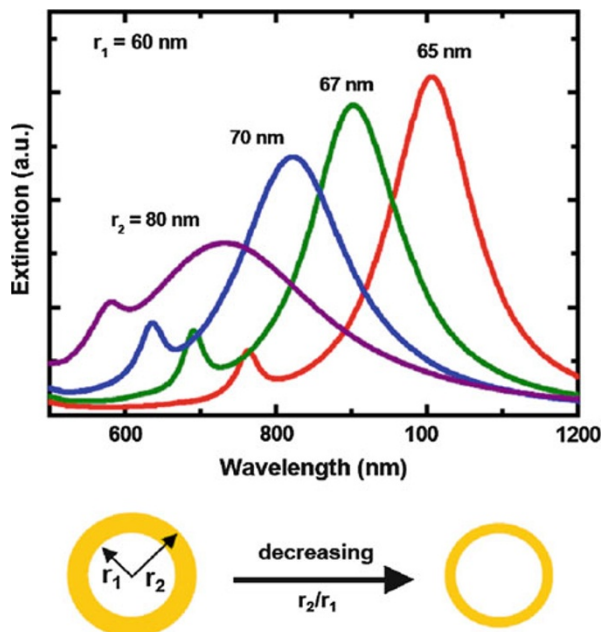 r₁ = 60 nm
65 nm
67 nm
70 nm
r₂ = 80 nm
Extinction (a.u.)
600 800 100 1200
Wavelength (nm)
r₁ r₂
decreasing
r₂/r₁